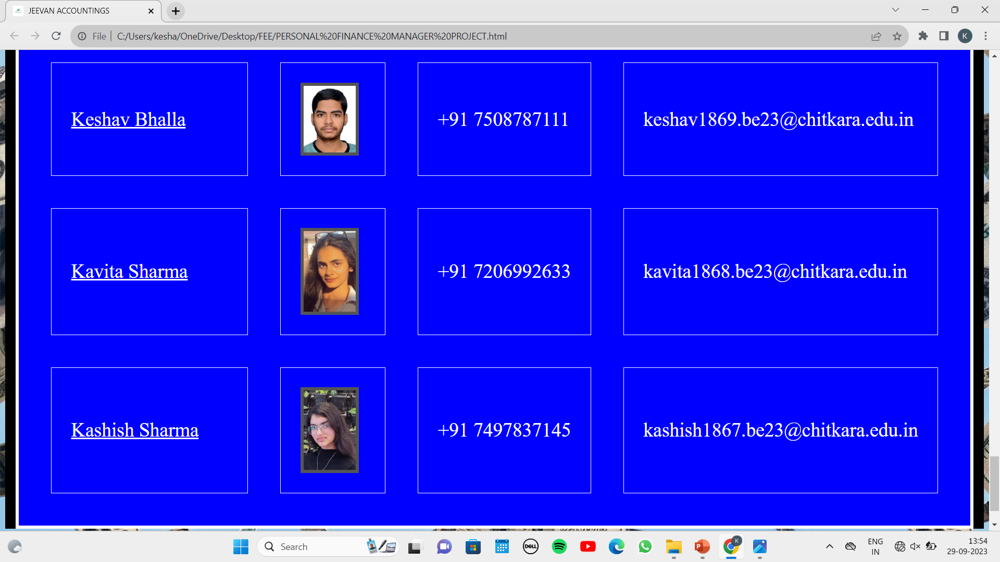 JEEVAN ACCOUNTINGS
File C:/Users/kesha/OneDrive/Desktop/FEE/PERSONAL%20FINANCE%20MANAGER%20PROJECT.html
K
Keshav Bhalla +91 7508787111 keshav1869.be23@chitkara.edu.in
Kavita Sharma +91 7206992633 kavita1868.be23@chitkara.edu.in
Kashish Sharma +91 7497837145 kashish1867.be23@chitkara.edu.in
Search DELL P K ENG 13:54
IN 29-09-2023